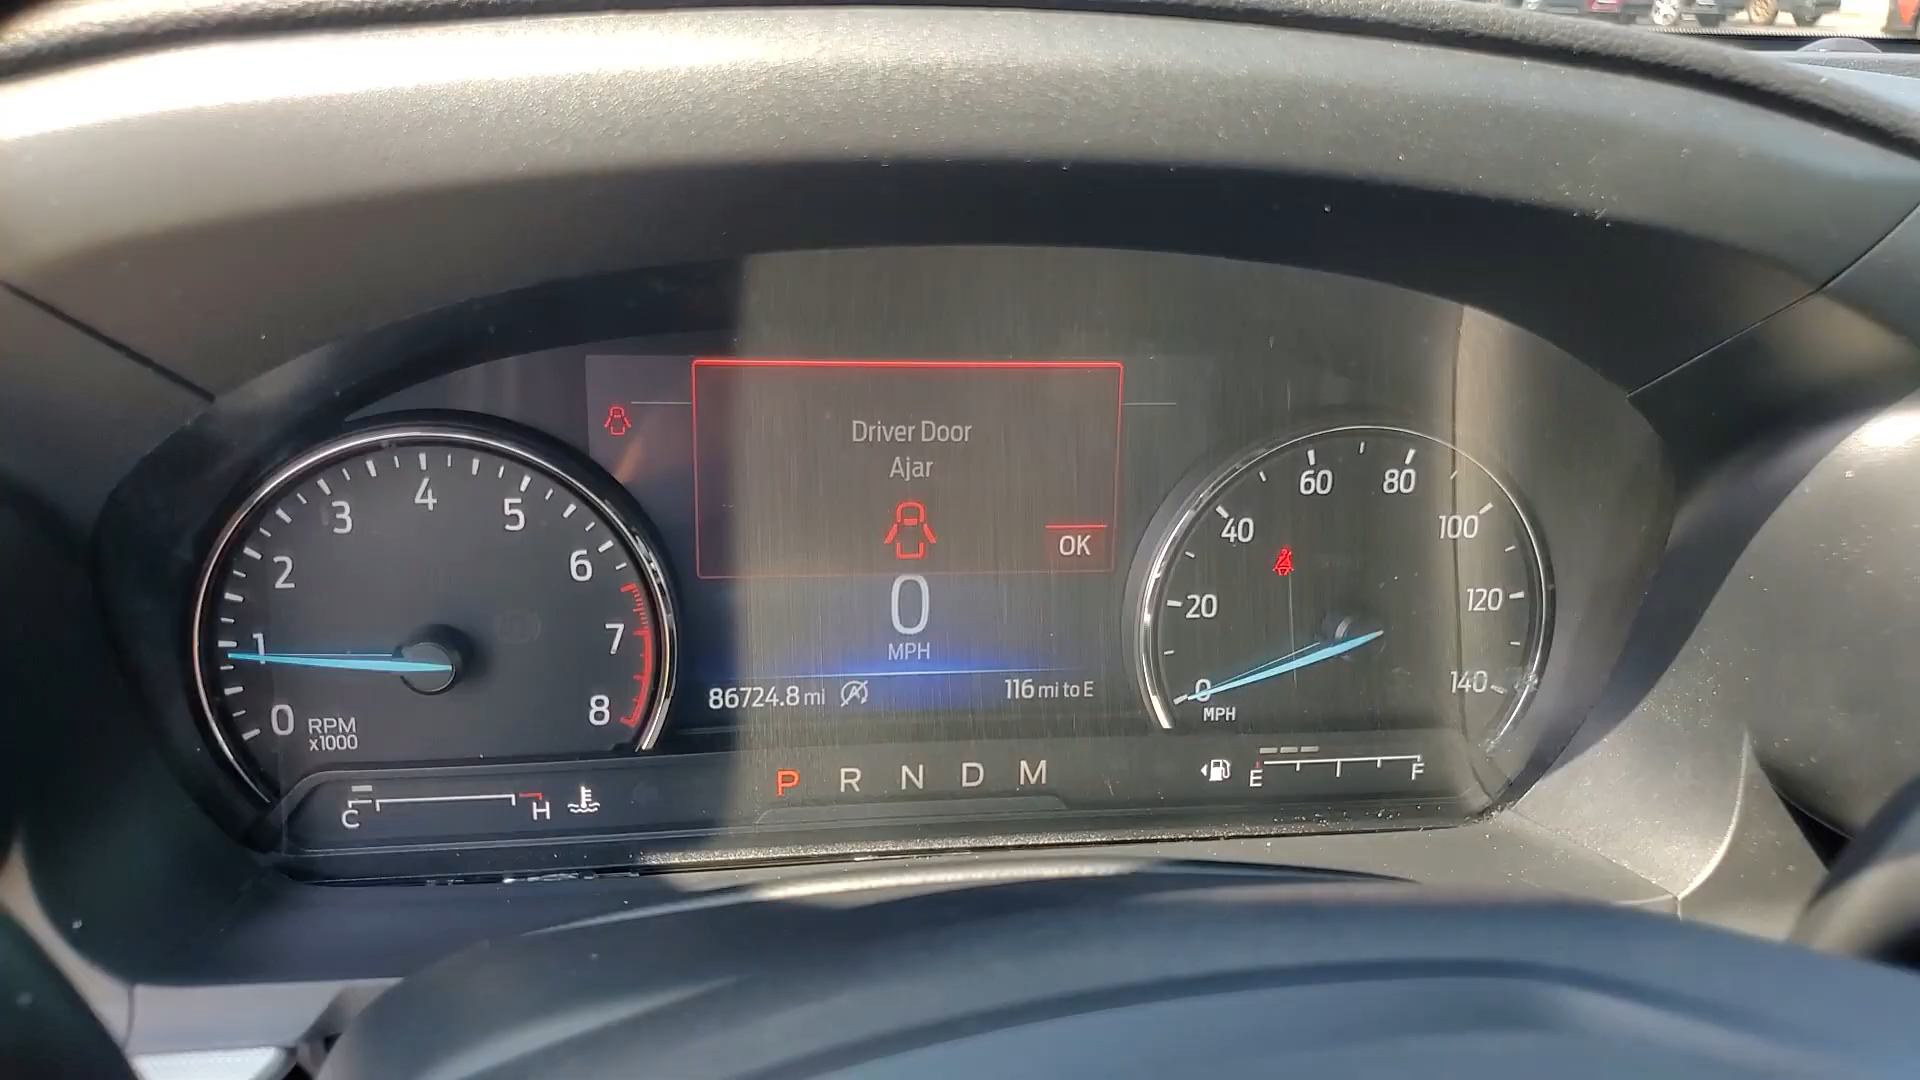 Driver Door
Ajar
OK
0
MPH
86724.8 mi
116 mi to E
0 1 2 3 4 5 6 7 8
RPM
x1000
0 20 40 60 80 100 120 140
MPH
P R N D M
C H
E F